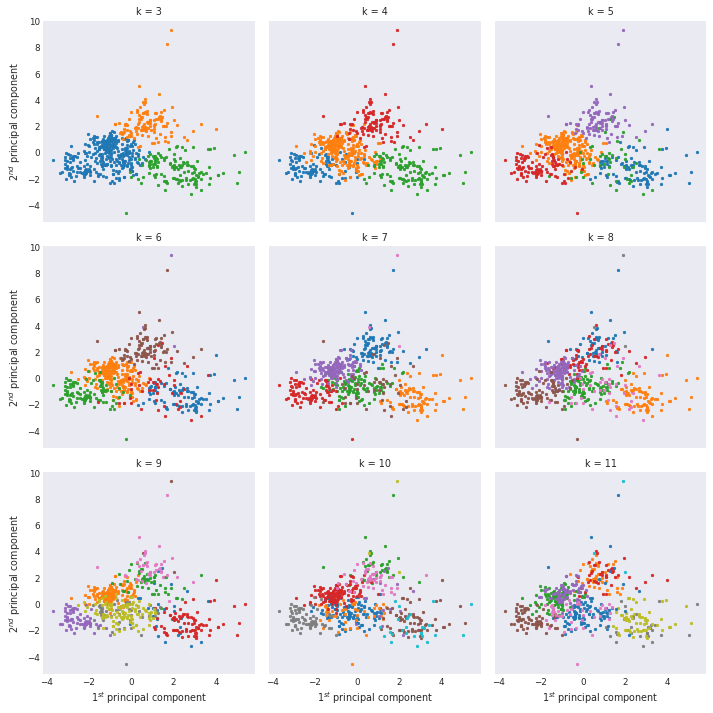 k = 3
k = 4
k = 5
10
8
6
4
2
0
−2
−4
2nd principal component
k = 6
k = 7
k = 8
10
8
6
4
2
0
−2
−4
2nd principal component
k = 9
k = 10
k = 11
10
8
6
4
2
0
−2
−4
2nd principal component
−4 −2 0 2 4
−4 −2 0 2 4
−4 −2 0 2 4
1st principal component
1st principal component
1st principal component